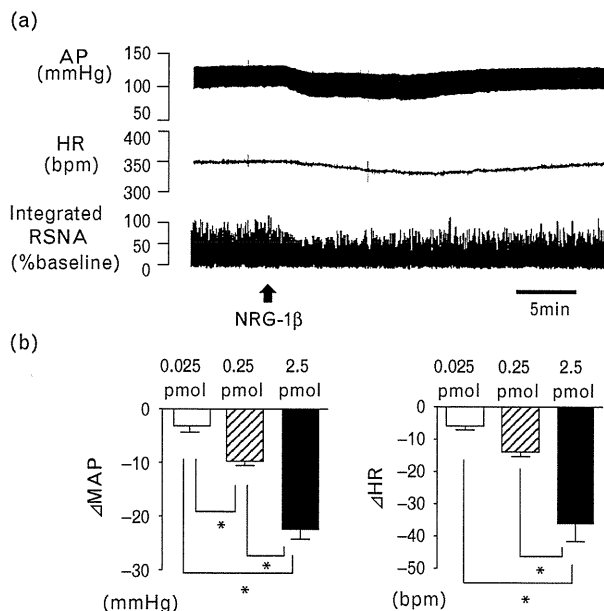 (a)
AP
(mmHg)
150
100
50
HR
(bpm)
400
350
300
Integrated
RSNA
(%baseline)
100
50
0
NRG-1β
5min
(b)
0.025 0.25 2.5
pmol pmol pmol
0
-10
-20
-30
⊿MAP
(mmHg)
*
*
*
0.025 0.25 2.5
pmol pmol pmol
0
-10
-20
-30
-40
-50
⊿HR
(bpm)
*
*